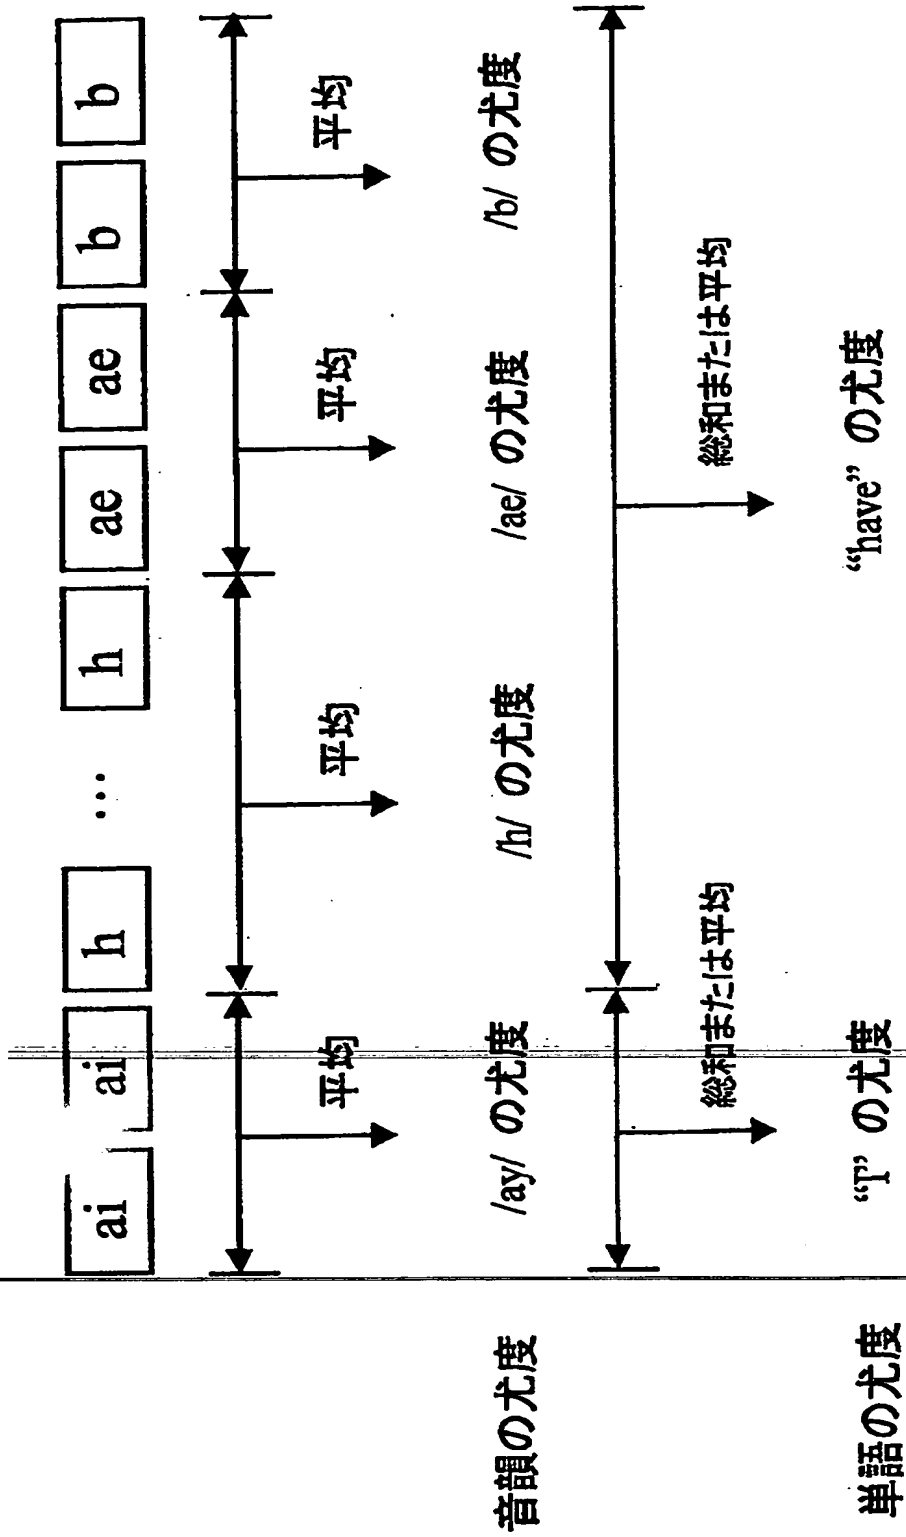 ai ai h … h ae ae b b
平均 平均 平均 平均
音韻の尤度 /ay/ の尤度 /h/ の尤度 /ae/ の尤度 /b/ の尤度
総和または平均 総和または平均
単語の尤度 “I” の尤度 “have” の尤度